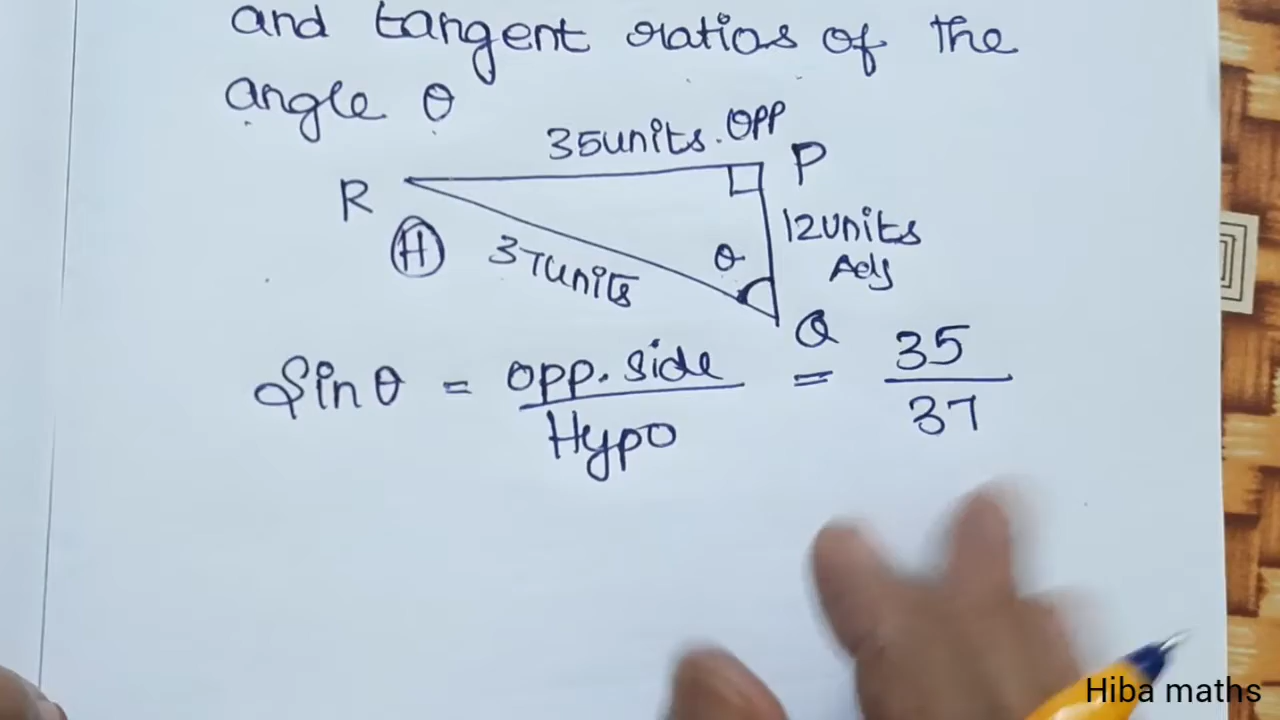 and tangent ratios of the
angle θ
35units. OPP
R
P
12units
Adj
θ
H
37units
Q
Sin θ = opp. side / Hypo = 35 / 37
Hiba maths